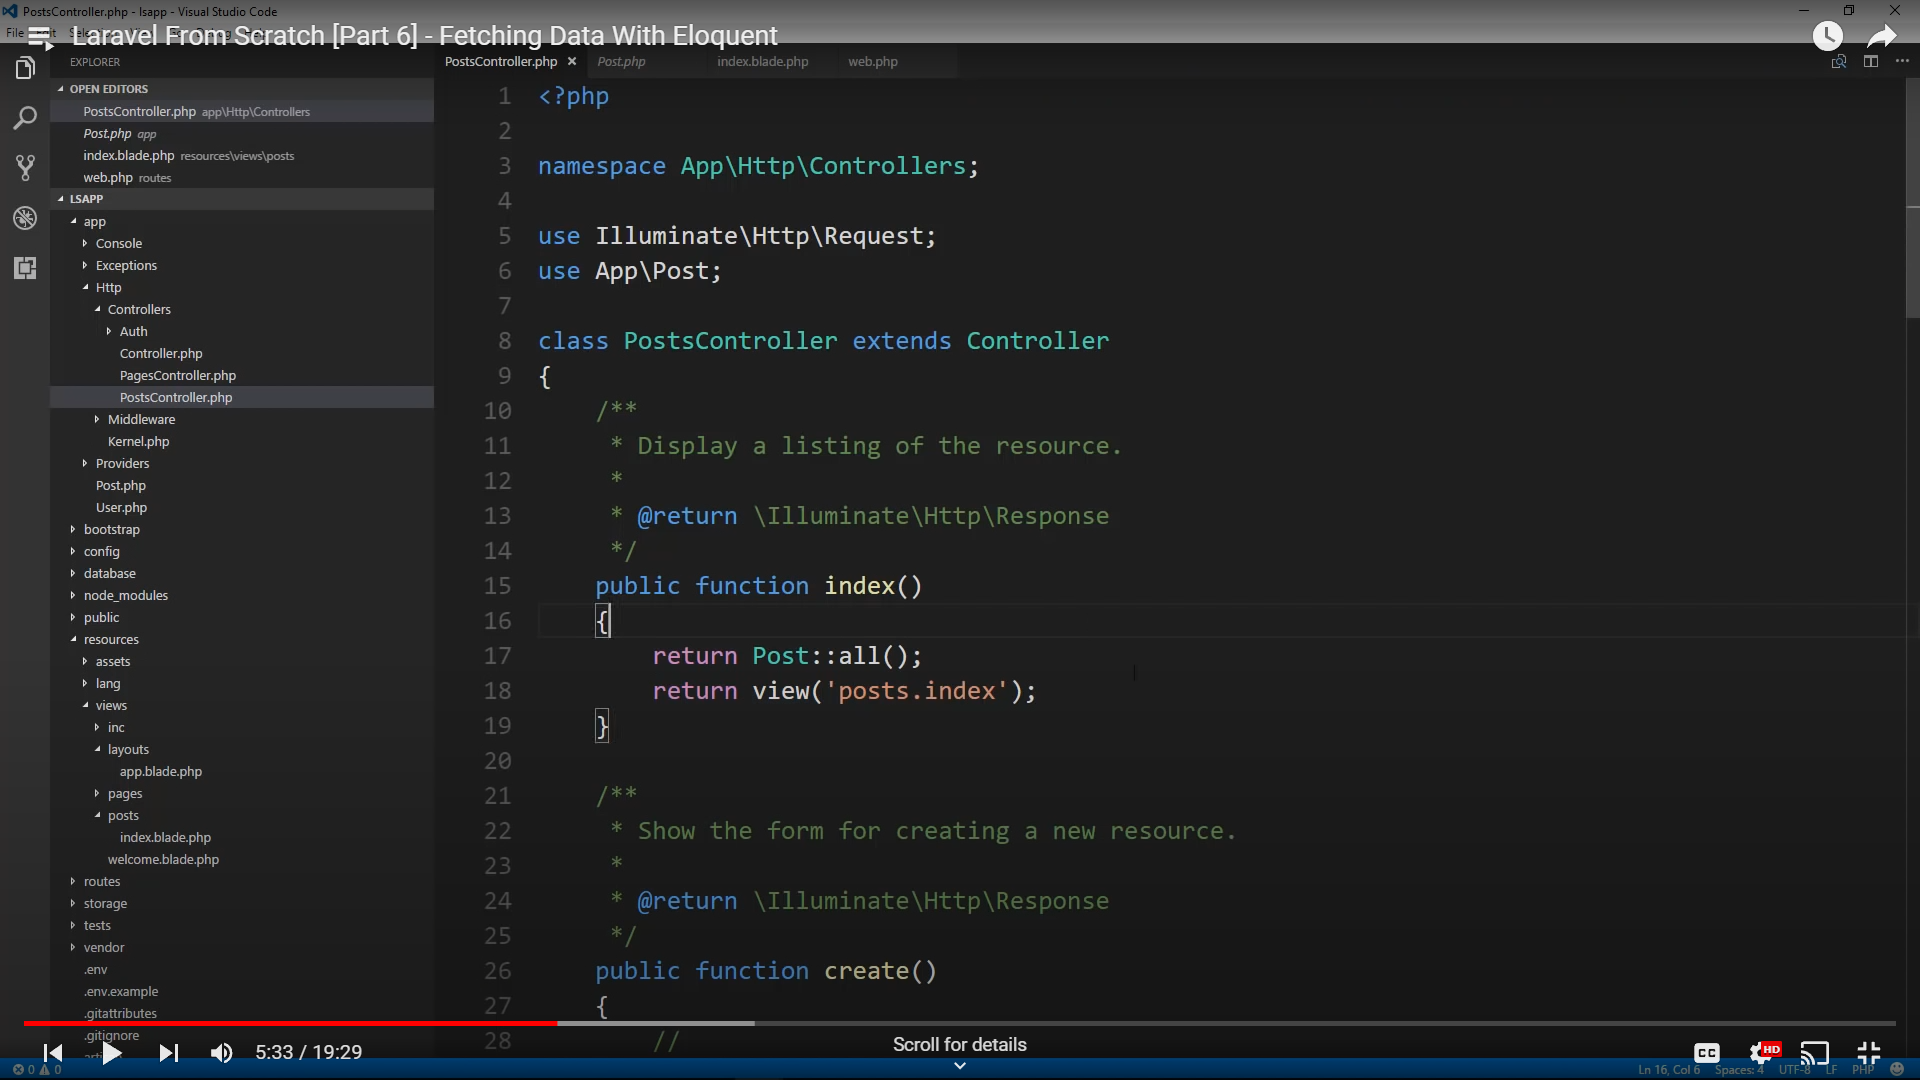 PostsController.php - lsapp - Visual Studio Code
Laravel From Scratch [Part 6] - Fetching Data With Eloquent
File
EXPLORER
OPEN EDITORS
PostsController.php app\Http\Controllers
Post.php app
index.blade.php resources\views\posts
web.php routes
LSAPP
app
Console
Exceptions
Http
Controllers
Auth
Controller.php
PagesController.php
PostsController.php
Middleware
Kernel.php
Providers
Post.php
User.php
bootstrap
config
database
node_modules
public
resources
assets
lang
views
inc
layouts
app.blade.php
pages
posts
index.blade.php
welcome.blade.php
routes
storage
tests
vendor
.env
.env.example
.gitattributes
.gitignore
PostsController.php
Post.php
index.blade.php
web.php
1 <?php
2
3 namespace App\Http\Controllers;
4
5 use Illuminate\Http\Request;
6 use App\Post;
7
8 class PostsController extends Controller
9 {
10 /**
11 * Display a listing of the resource.
12 *
13 * @return \Illuminate\Http\Response
14 */
15 public function index()
16 {
17 return Post::all();
18 return view('posts.index');
19 }
20
21 /**
22 * Show the form for creating a new resource.
23 *
24 * @return \Illuminate\Http\Response
25 */
26 public function create()
27 {
28 //
5:33 / 19:29
Scroll for details
CC
HD
0 0
Ln 16, Col 6 Spaces: 4 UTF-8 LF PHP